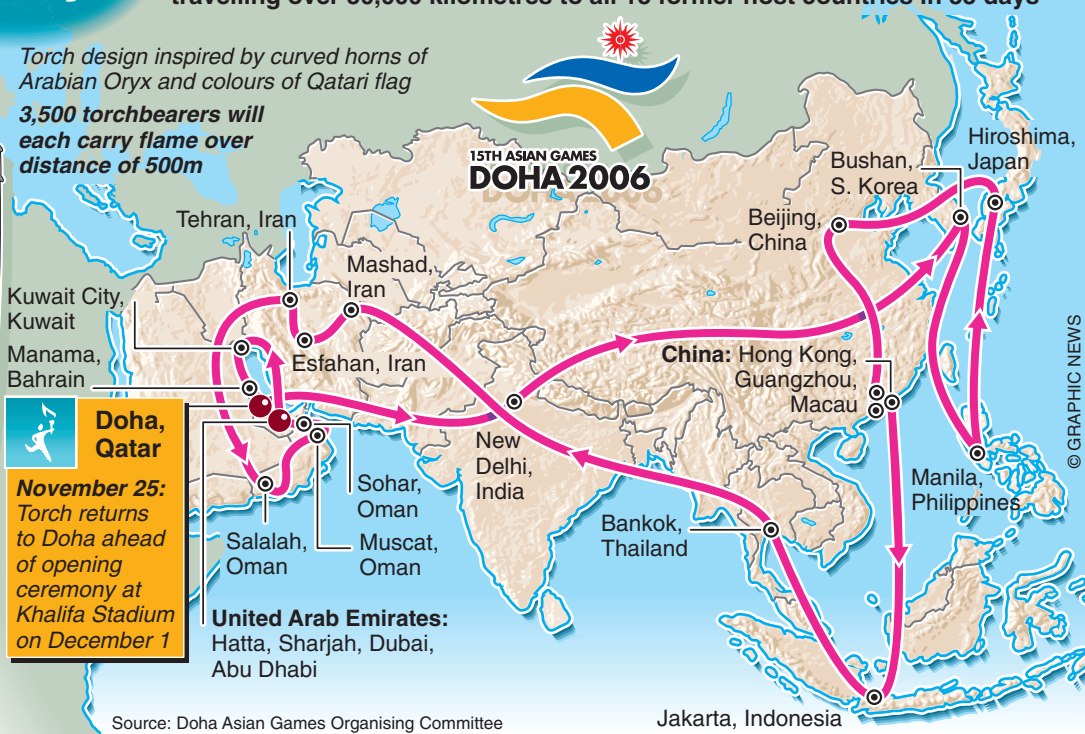 Torch design inspired by curved horns of
Arabian Oryx and colours of Qatari flag
3,500 torchbearers will
each carry flame over
distance of 500m
15TH ASIAN GAMES
DOHA 2006
Hiroshima,
Japan
Bushan,
S. Korea
Beijing,
China
Tehran, Iran
Mashad,
Iran
Kuwait City,
Kuwait
Esfahan, Iran
Manama,
Bahrain
China: Hong Kong,
Guangzhou,
Macau
Doha,
Qatar
November 25:
Torch returns
to Doha ahead
of opening
ceremony at
Khalifa Stadium
on December 1
New
Delhi,
India
Sohar,
Oman
Manila,
Philippines
Bankok,
Thailand
Salalah,
Oman
Muscat,
Oman
United Arab Emirates:
Hatta, Sharjah, Dubai,
Abu Dhabi
Source: Doha Asian Games Organising Committee
Jakarta, Indonesia
© GRAPHIC NEWS